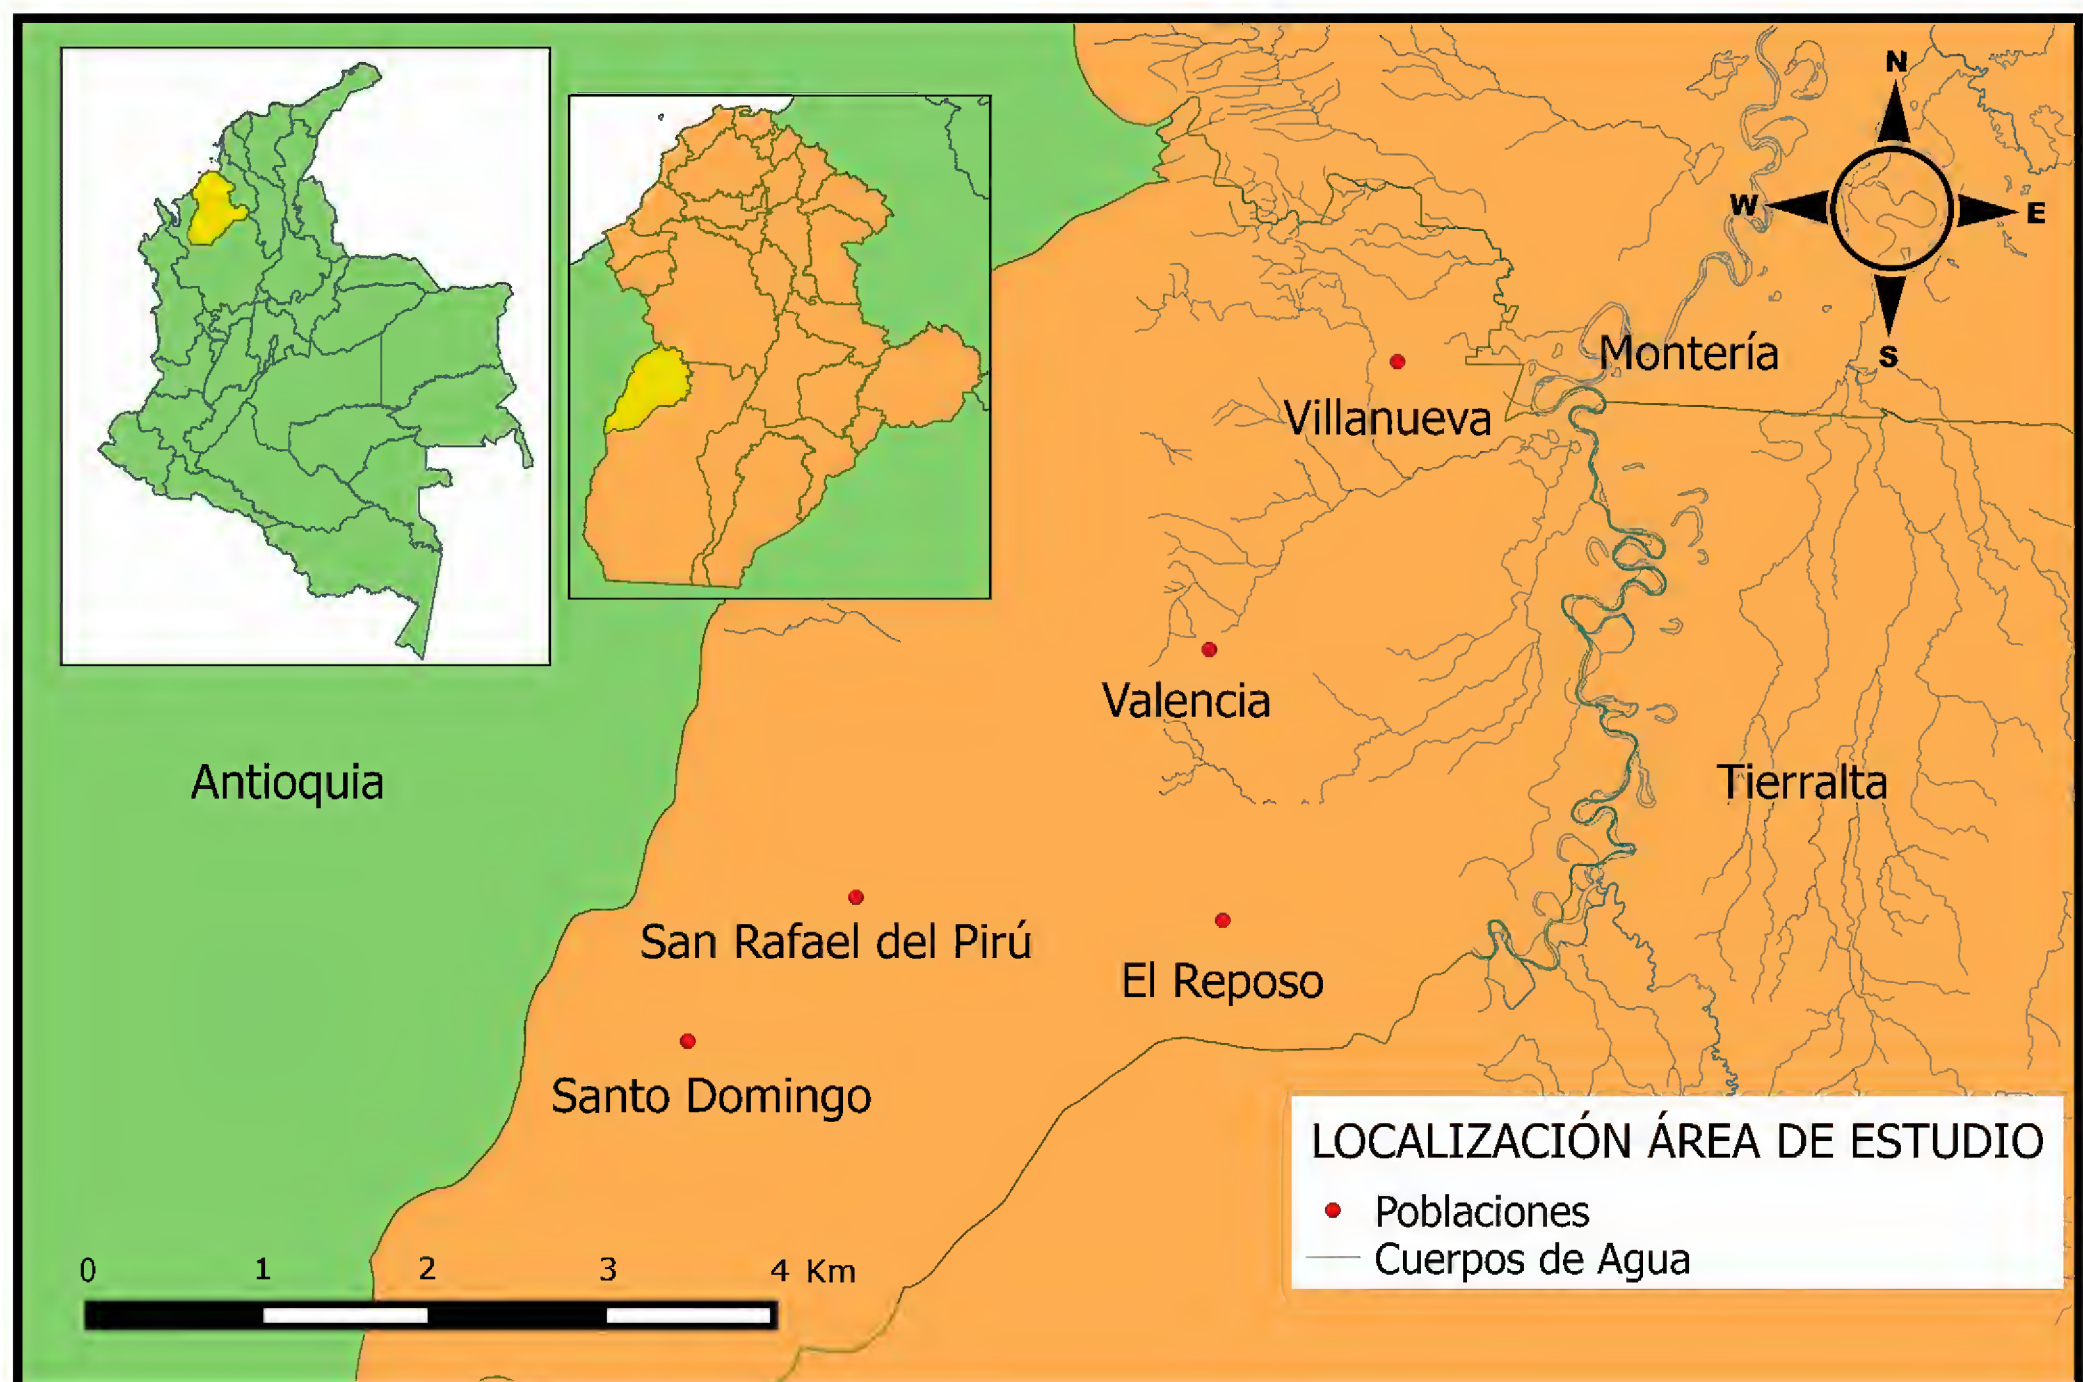 N
W
E
S
Montería
Villanueva
Valencia
Antioquia
Tierralta
San Rafael del Pirú
El Reposo
Santo Domingo
LOCALIZACIÓN ÁREA DE ESTUDIO
Poblaciones
Cuerpos de Agua
0 1 2 3 4 Km